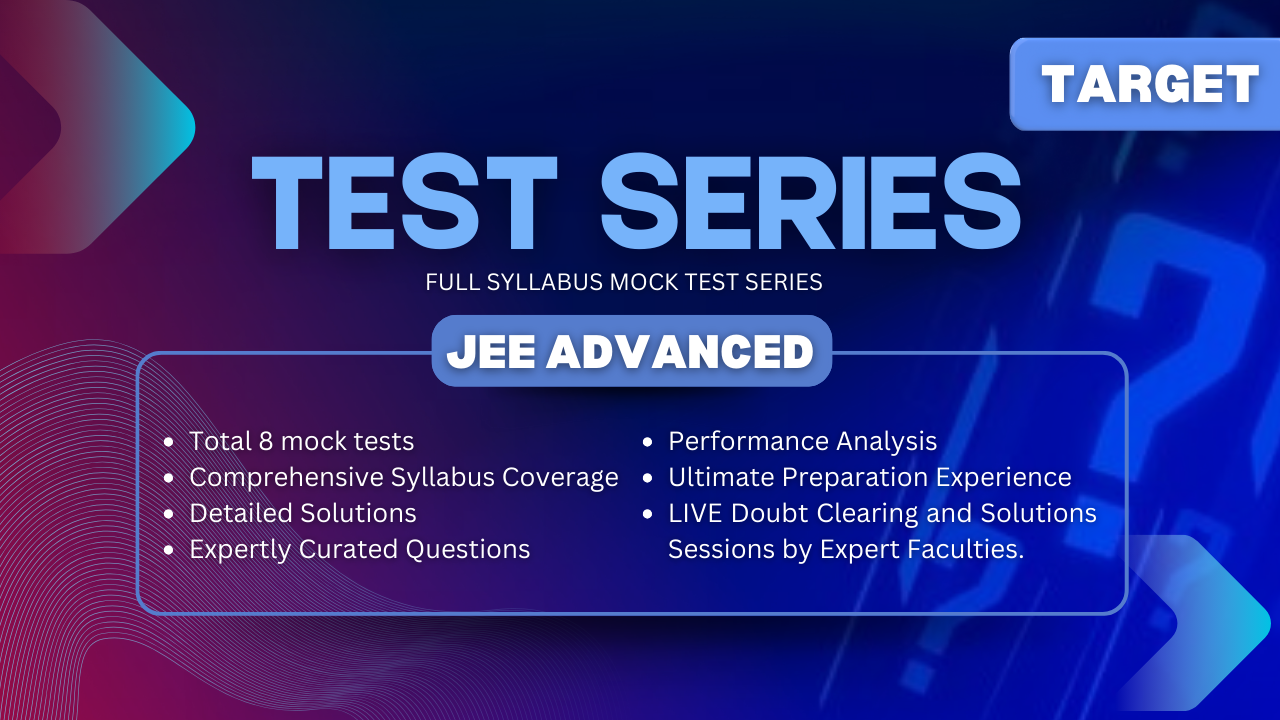 TARGET
TEST SERIES
FULL SYLLABUS MOCK TEST SERIES
JEE ADVANCED
• Total 8 mock tests
• Comprehensive Syllabus Coverage
• Detailed Solutions
• Expertly Curated Questions
• Performance Analysis
• Ultimate Preparation Experience
• LIVE Doubt Clearing and Solutions
Sessions by Expert Faculties.